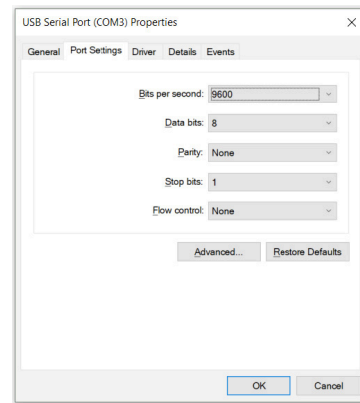 USB Serial Port (COM3) Properties
General Port Settings Driver Details Events
Bits per second: 9600
Data bits: 8
Parity: None
Stop bits: 1
Flow control: None
Advanced... Restore Defaults
OK Cancel